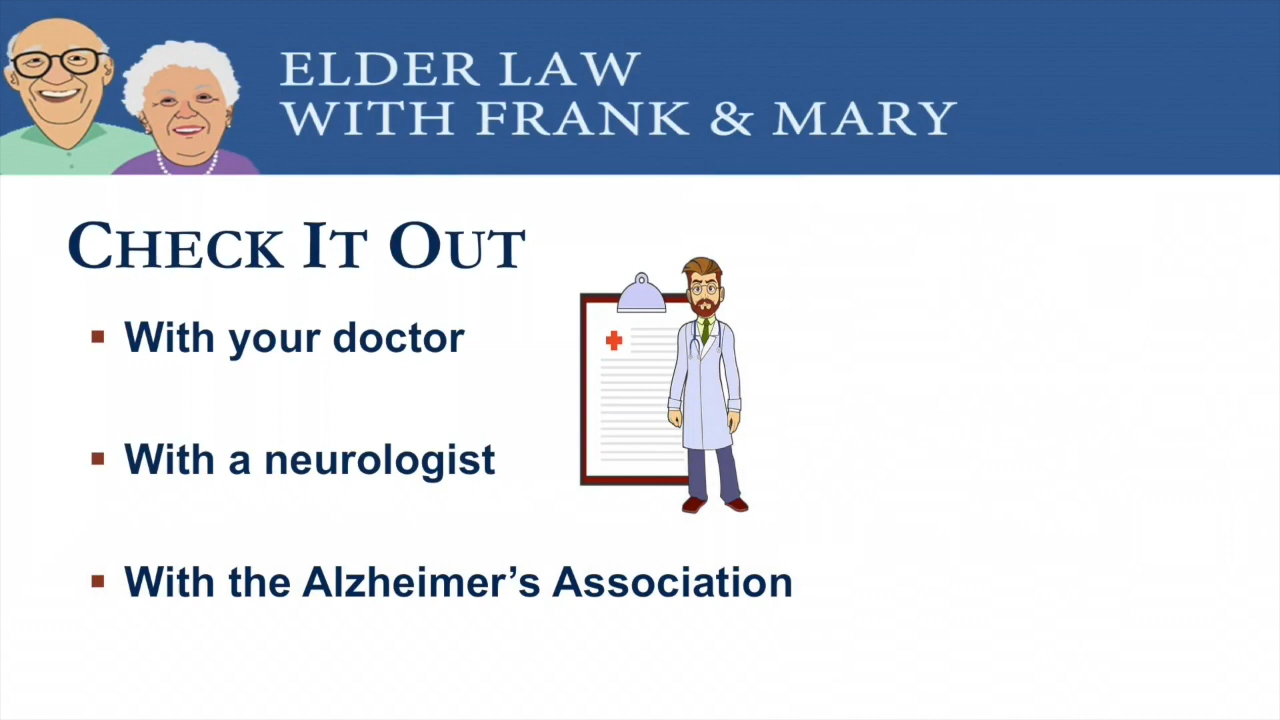 ELDER LAW
WITH FRANK & MARY
CHECK IT OUT
With your doctor
With a neurologist
With the Alzheimer’s Association